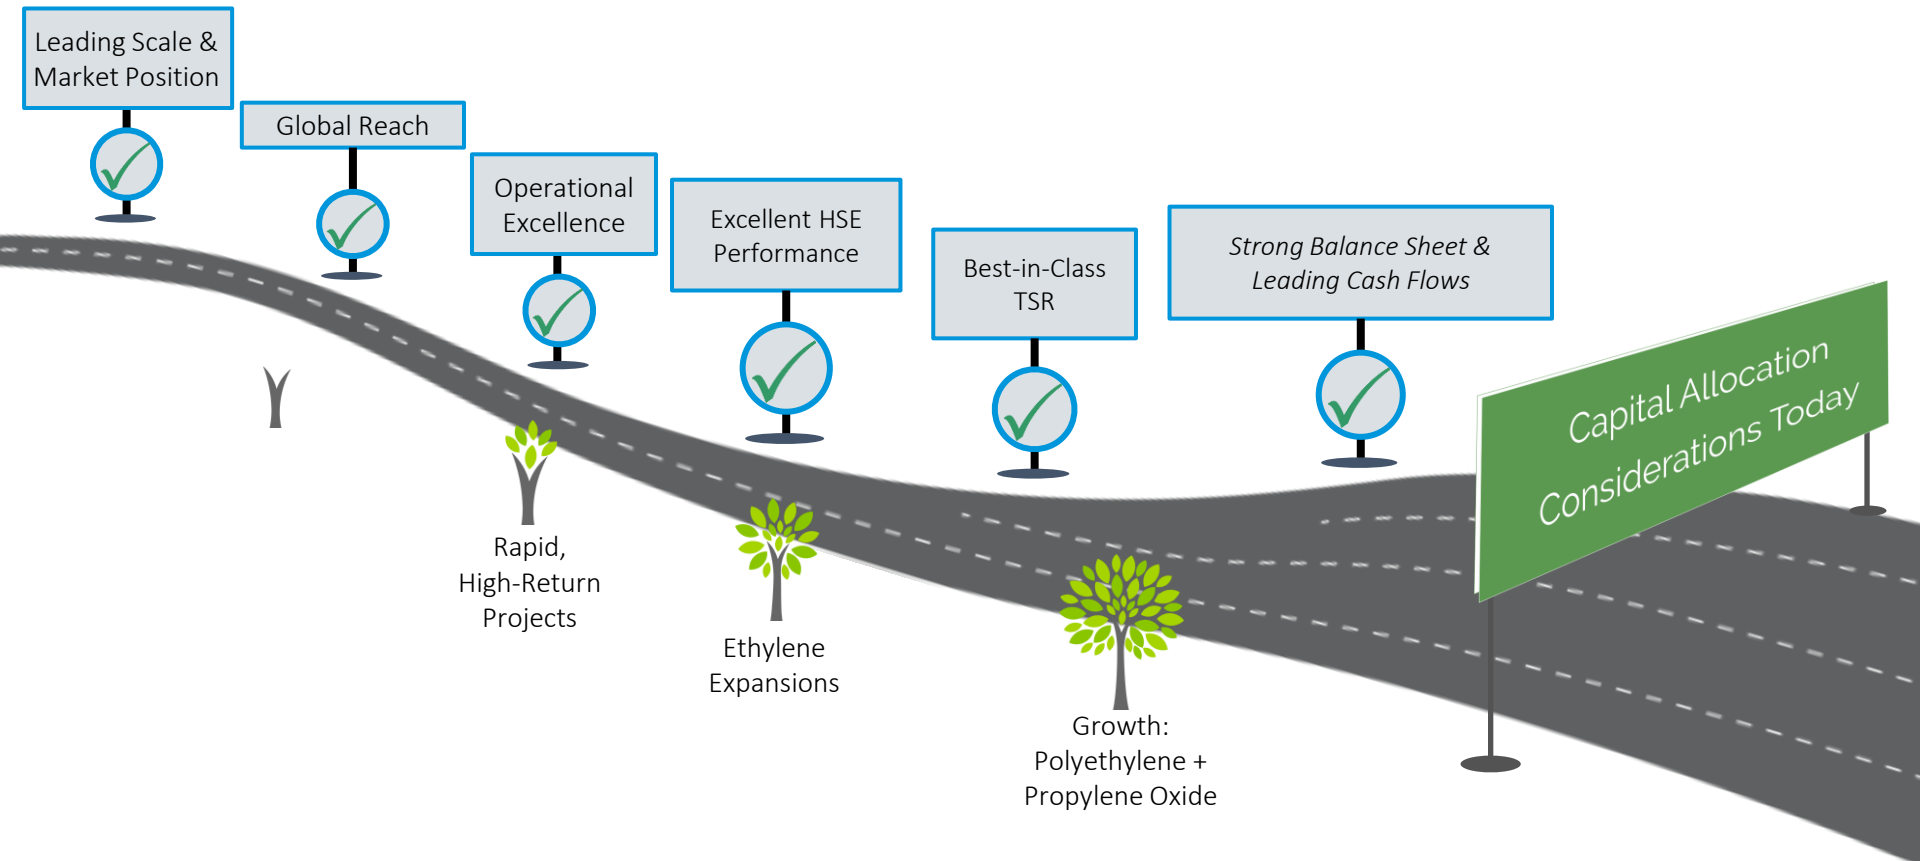 Leading Scale &
Market Position
Global Reach
Operational
Excellence
Excellent HSE
Performance
Best-in-Class
TSR
Strong Balance Sheet &
Leading Cash Flows
Capital Allocation
Considerations Today
Rapid,
High-Return
Projects
Ethylene
Expansions
Growth:
Polyethylene +
Propylene Oxide